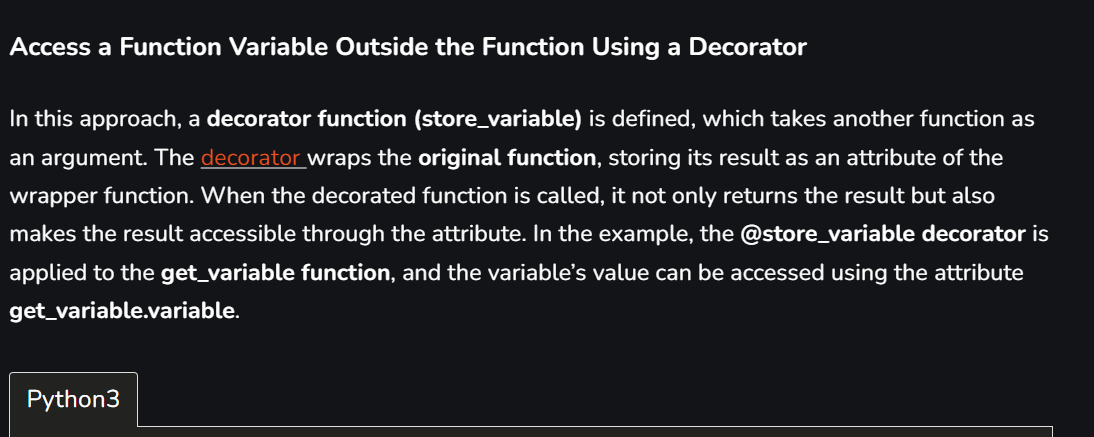 Access a Function Variable Outside the Function Using a Decorator
In this approach, a decorator function (store_variable) is defined, which takes another function as
an argument. The decorator wraps the original function, storing its result as an attribute of the
wrapper function. When the decorated function is called, it not only returns the result but also
makes the result accessible through the attribute. In the example, the @store_variable decorator is
applied to the get_variable function, and the variable’s value can be accessed using the attribute
get_variable.variable.
Python3